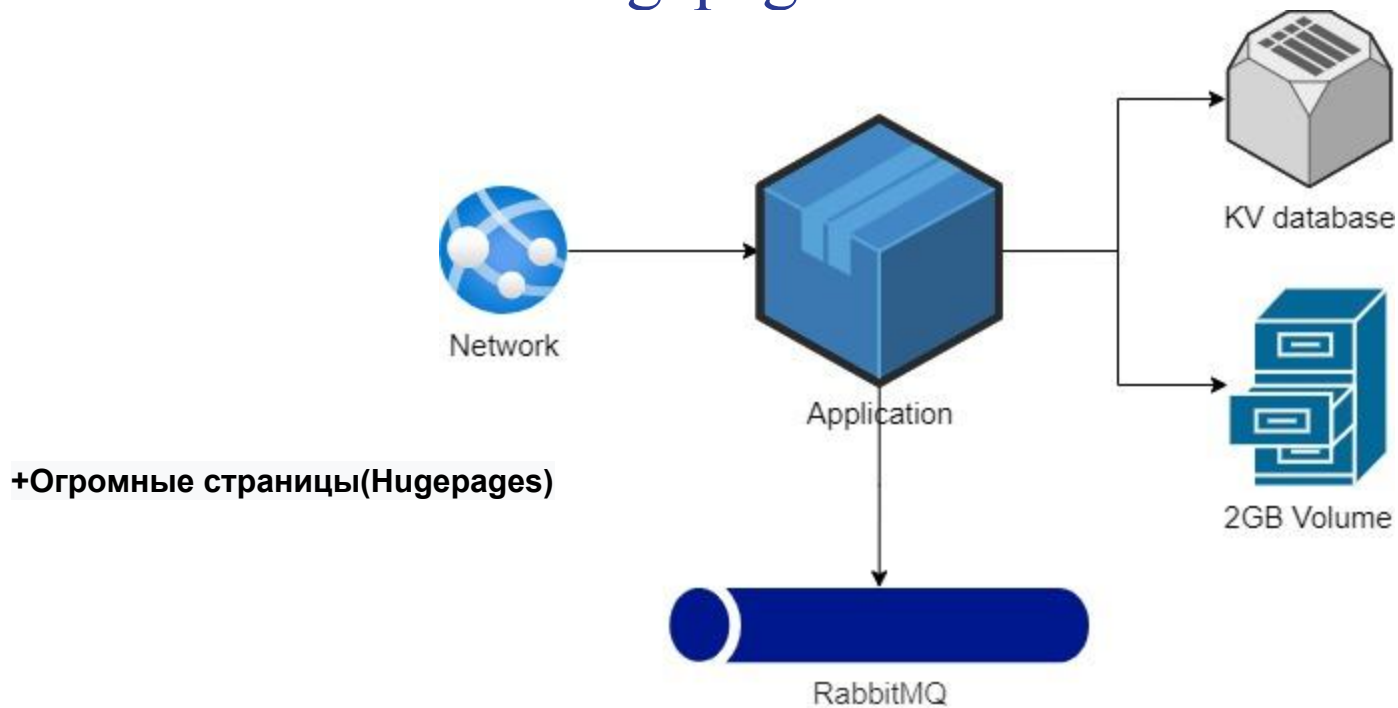 KV database
Network
Application
+Огромные страницы(Hugepages)
2GB Volume
RabbitMQ